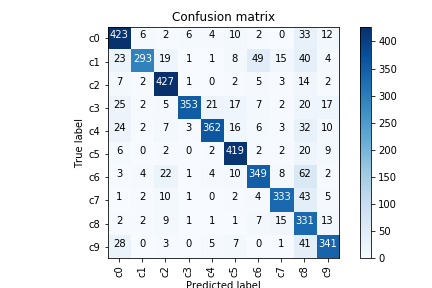 Confusion matrix
c0 423 6 2 6 4 10 2 0 33 12
c1 23 293 19 1 1 8 49 15 40 4
c2 7 2 427 1 0 2 5 3 14 2
c3 25 2 5 353 21 17 7 2 20 17
c4 24 2 7 3 362 16 6 3 32 10
c5 6 0 2 0 2 419 2 2 20 9
c6 3 4 22 1 4 10 349 8 62 2
c7 1 2 10 1 0 2 4 333 43 5
c8 2 2 9 1 1 1 7 15 331 13
c9 28 0 3 0 5 7 0 1 41 341
c0 c1 c2 c3 c4 c5 c6 c7 c8 c9
True label
Predicted label
400
350
300
250
200
150
100
50
0